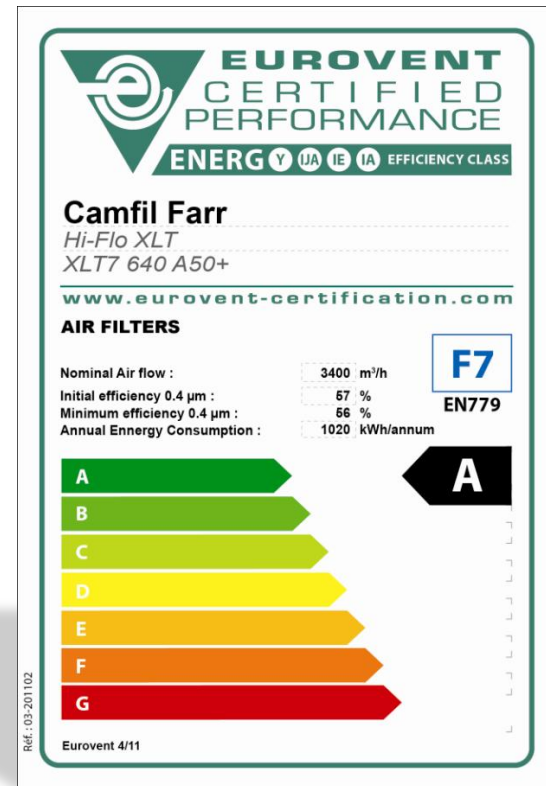 EUROVENT
CERTIFIED
PERFORMANCE
ENERG Y IJA IE IA EFFICIENCY CLASS
Camfil Farr
Hi-Flo XLT
XLT7 640 A50+
www.eurovent-certification.com
AIR FILTERS
F7
Nominal Air flow : 3400 m³/h
Initial efficiency 0.4 µm : 57 %
EN779
Minimum efficiency 0.4 µm : 56 %
Annual Ennergy Consumption : 1020 kWh/annum
A
A
B
C
D
E
F
G
Réf. : 03-201102
Eurovent 4/11